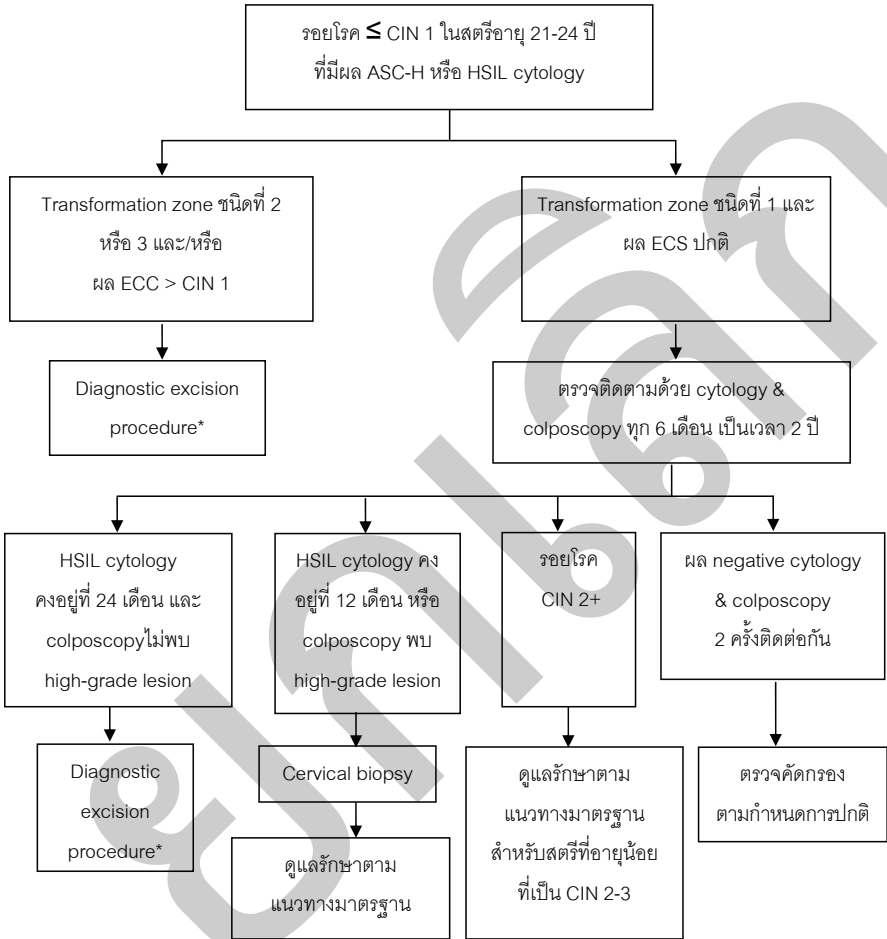 รอยโรค ≤ CIN 1 ในสตรีอายุ 21-24 ปี
ที่มีผล ASC-H หรือ HSIL cytology
Transformation zone ชนิดที่ 2
หรือ 3 และ/หรือ
ผล ECC > CIN 1
Transformation zone ชนิดที่ 1 และ
ผล ECS ปกติ
Diagnostic excision
procedure*
ตรวจติดตามด้วย cytology &
colposcopy ทุก 6 เดือน เป็นเวลา 2 ปี
HSIL cytology
คงอยู่ที่ 24 เดือน และ
colposcopyไม่พบ
high-grade lesion
HSIL cytology คง
อยู่ที่ 12 เดือน หรือ
colposcopy พบ
high-grade lesion
รอยโรค
CIN 2+
ผล negative cytology
& colposcopy
2 ครั้งติดต่อกัน
Diagnostic
excision
procedure*
Cervical biopsy
ดูแลรักษาตาม
แนวทางมาตรฐาน
ดูแลรักษาตาม
แนวทางมาตรฐาน
สำหรับสตรีที่อายุน้อย
ที่เป็น CIN 2-3
ตรวจคัดกรอง
ตามกำหนดการปกติ
ยกเลิก